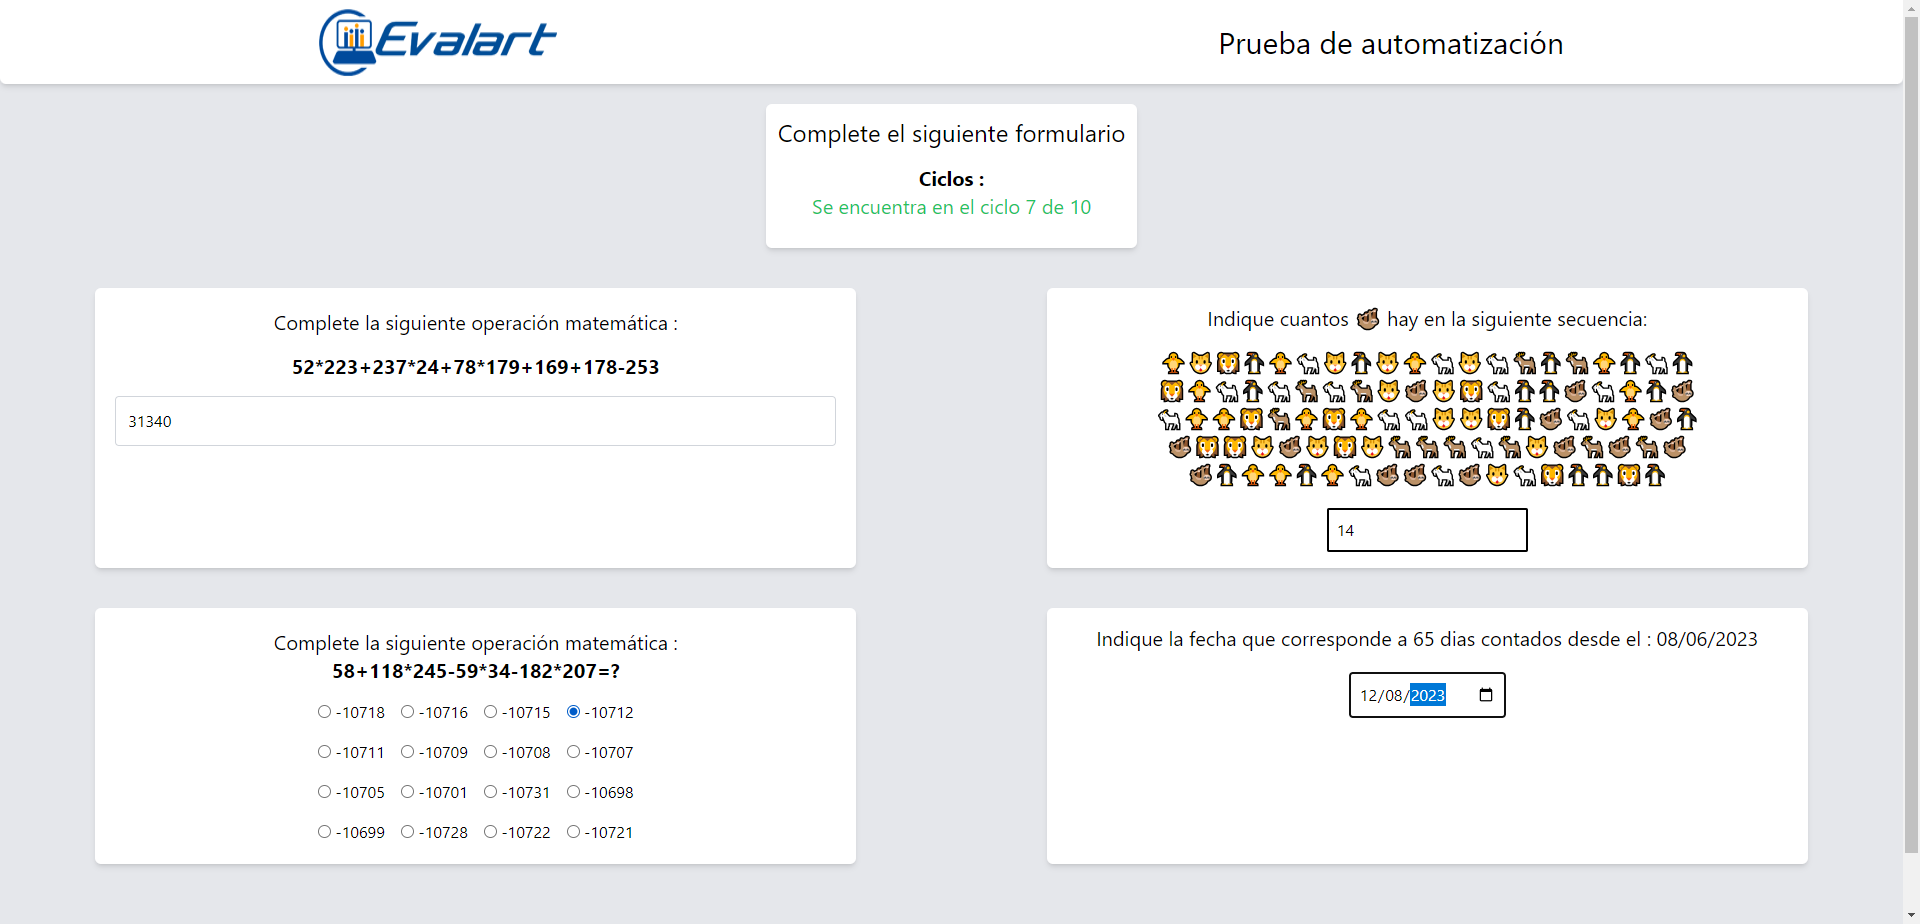 Evalart
Prueba de automatización
Complete el siguiente formulario
Ciclos :
Se encuentra en el ciclo 7 de 10
Complete la siguiente operación matemática :
52*223+237*24+78*179+169+178-253
31340
Indique cuantos 🦥 hay en la siguiente secuencia:
14
Complete la siguiente operación matemática :
58+118*245-59*34-182*207=?
-10718 -10716 -10715 -10712
-10711 -10709 -10708 -10707
-10705 -10701 -10731 -10698
-10699 -10728 -10722 -10721
Indique la fecha que corresponde a 65 dias contados desde el : 08/06/2023
12/08/2023